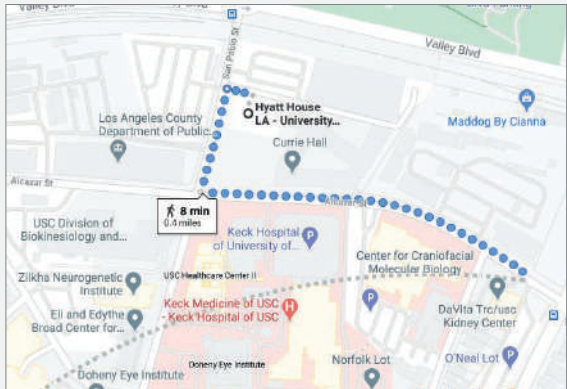 Valley Blvd
San Pablo St
Valley Blvd
Hyatt House
LA - University...
Maddog By Cianna
Los Angeles County
Department of Public...
Currie Hall
Alcazar St
Alcazar St
8 min
0.4 miles
USC Division of
Biokinesiology and...
Keck Hospital
of University of...
P
Center for Craniofacial
Molecular Biology
Zilkha Neurogenetic
Institute
USC Healthcare Center II
Eli and Edythe
Broad Center for...
Keck Medicine of USC
- Keck Hospital of USC
H
P
DaVita Trc/usc
Kidney Center
Doheny Eye Institute
Doheny Eye Institute
Norfolk Lot
O'Neal Lot
P